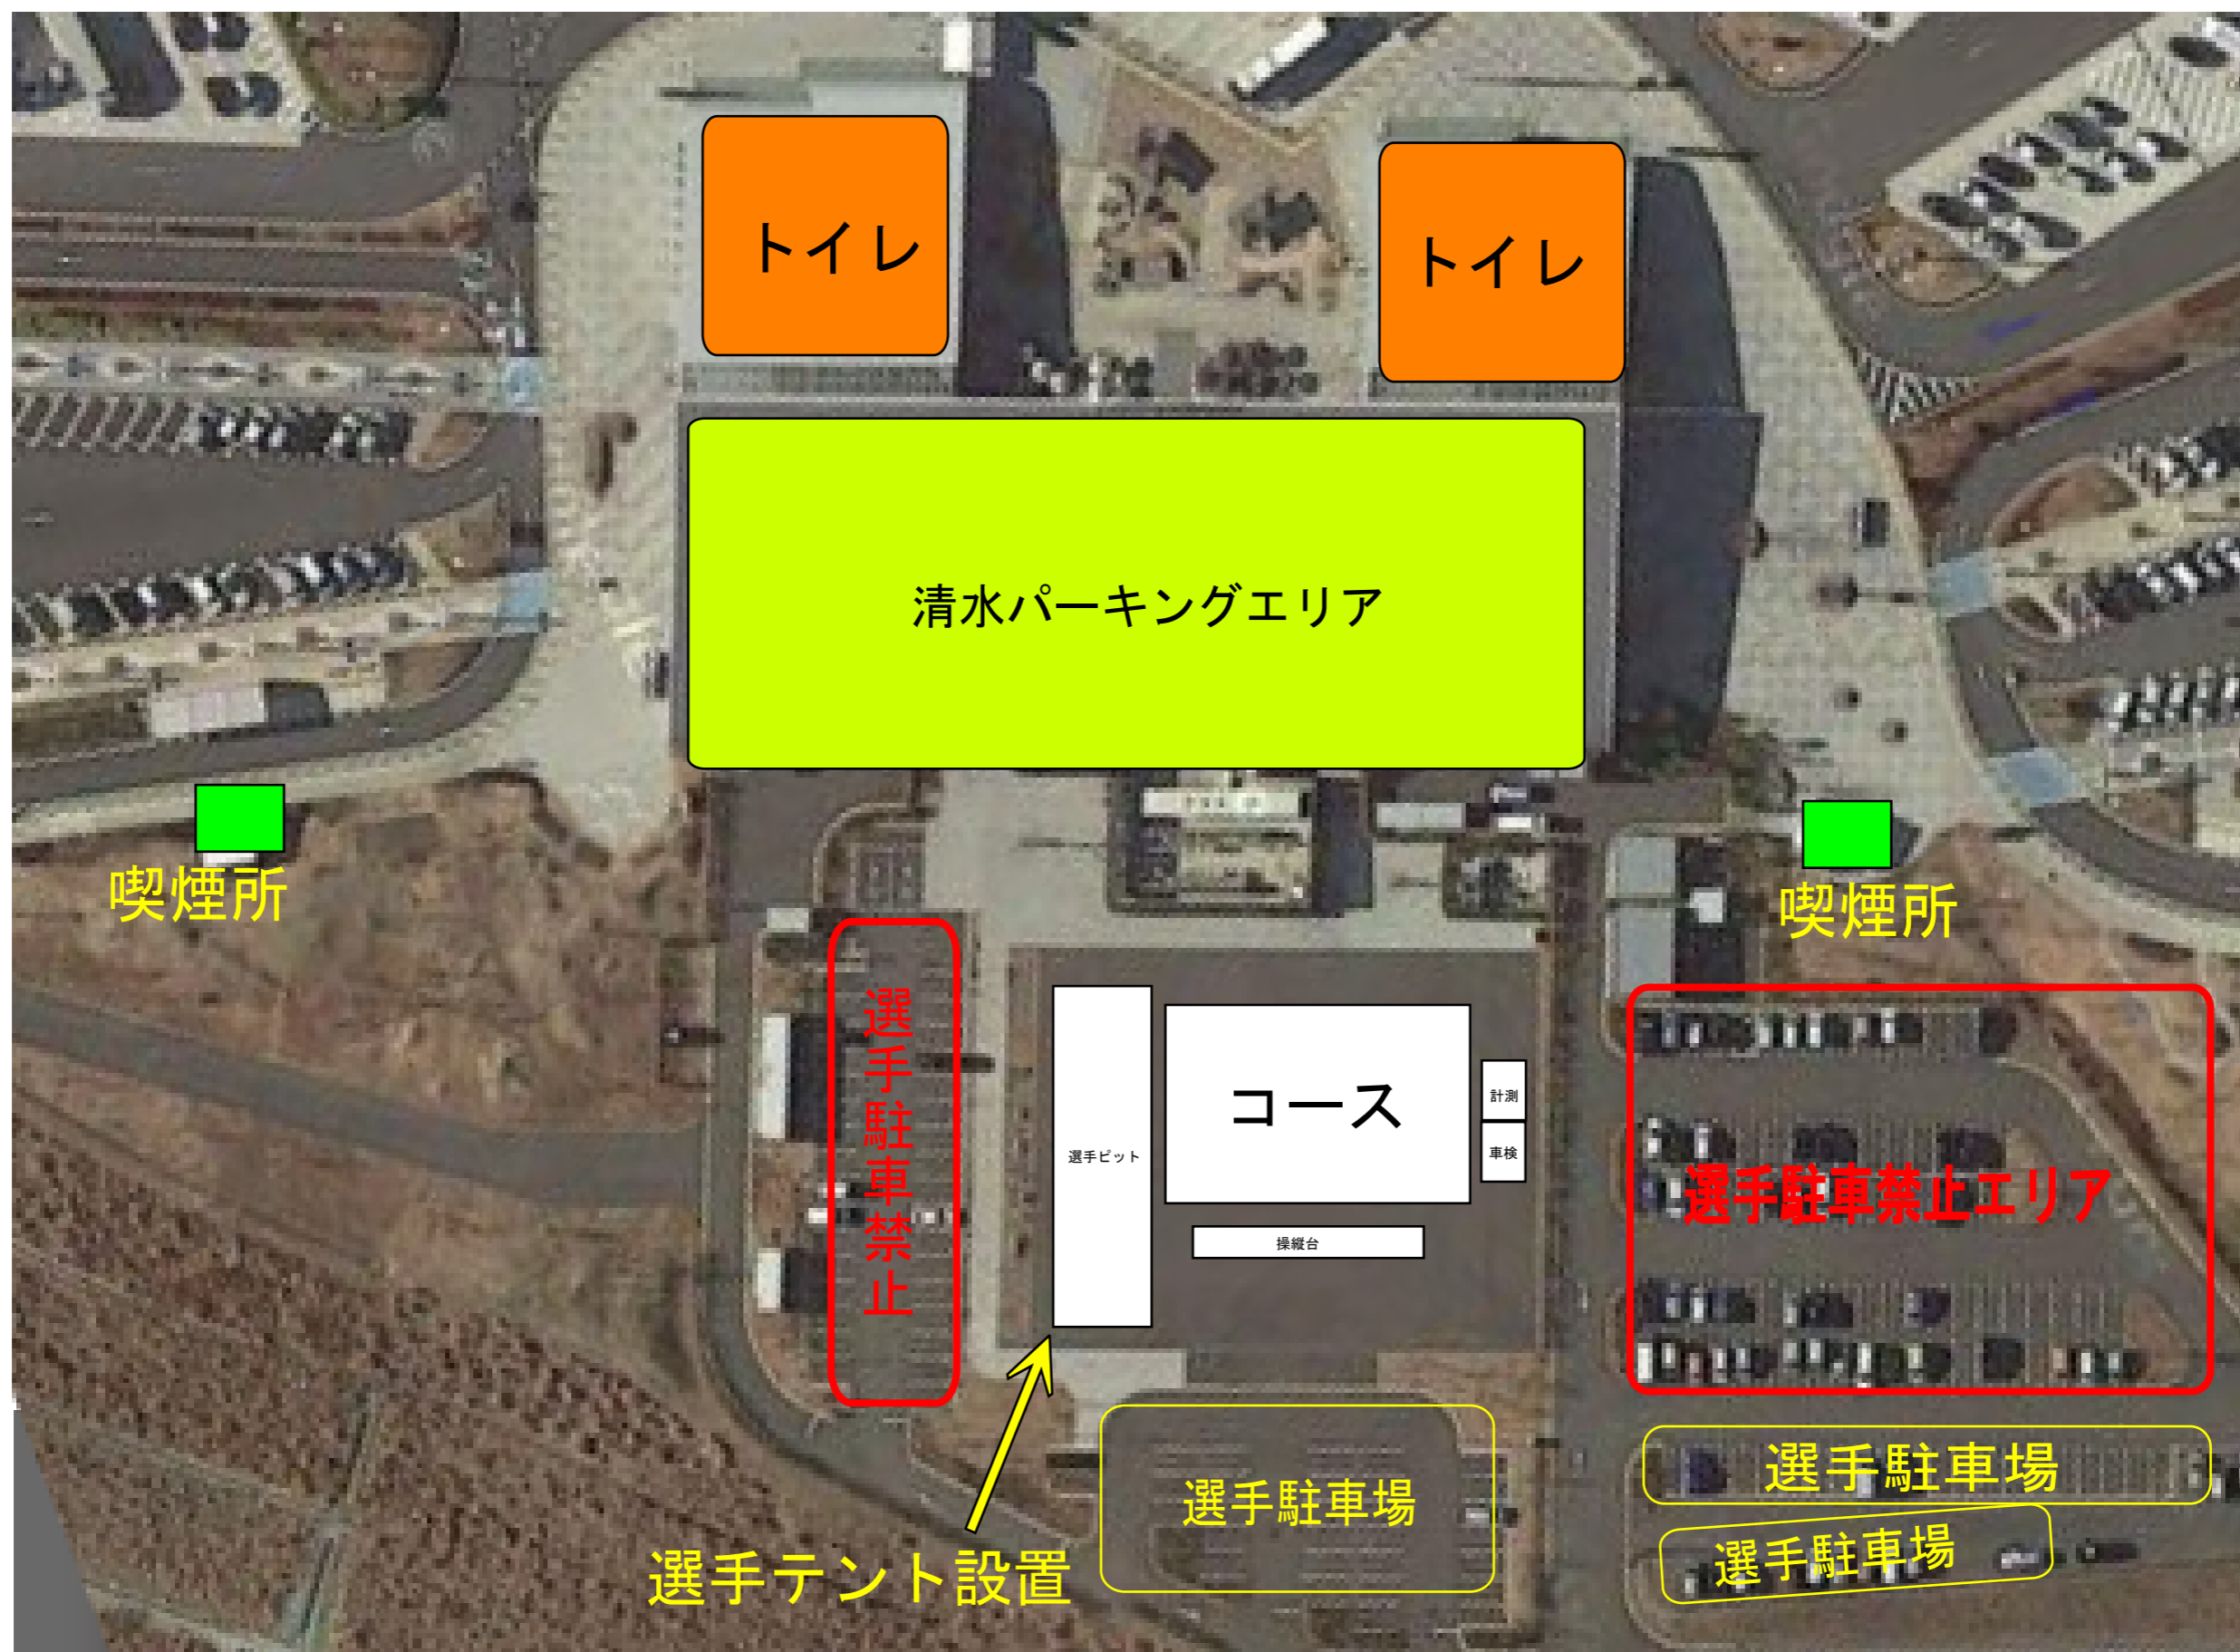 トイレ
トイレ
清水パーキングエリア
喫煙所
喫煙所
選手駐車禁止
選手ピット
コース
計測
車検
操縦台
選手駐車禁止エリア
選手駐車場
選手駐車場
選手駐車場
選手テント設置